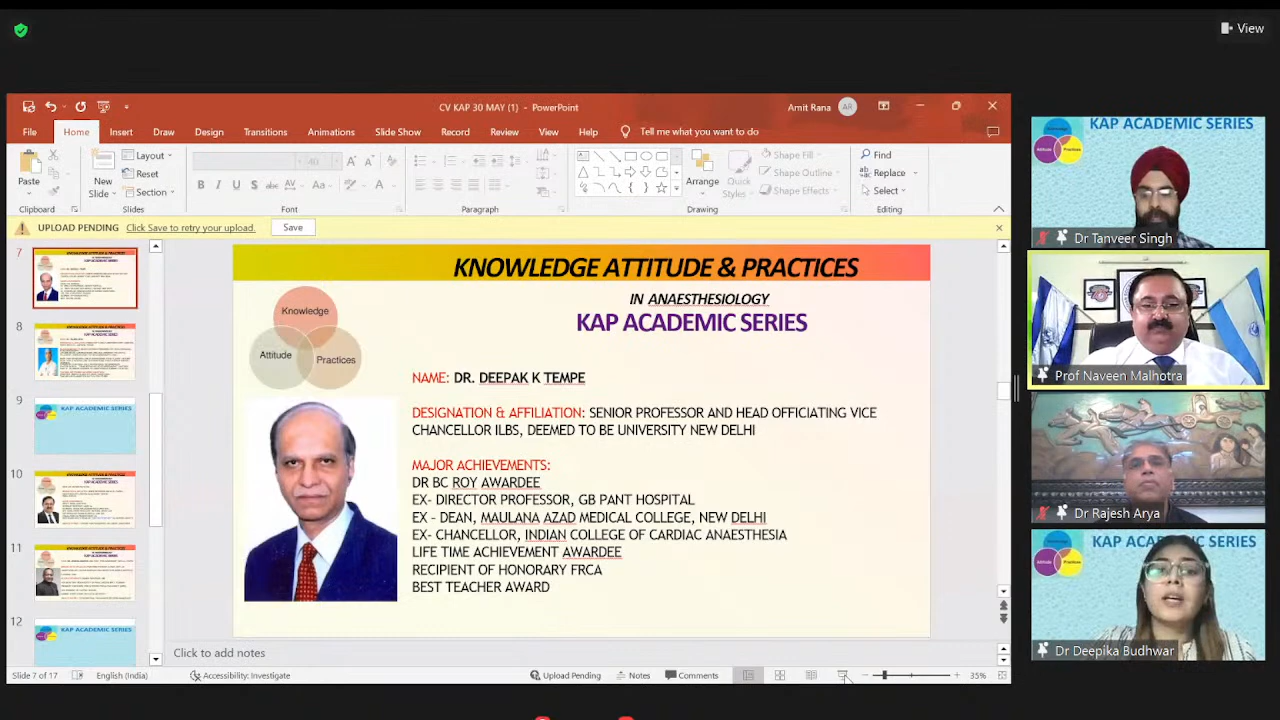 View
CV KAP 30 MAY (1) - PowerPoint
Amit Rana
AR
File Home Insert Draw Design Transitions Animations Slide Show Record Review View Help Tell me what you want to do
Paste
Clipboard
New
Slide
Layout
Reset
Section
Slides
40
B I U S abc AV Aa A
Font
Paragraph
Arrange
Quick
Styles
Shape Fill
Shape Outline
Shape Effects
Drawing
Find
Replace
Select
Editing
UPLOAD PENDING Click Save to retry your upload. Save
7
8
9
KAP ACADEMIC SERIES
10
11
12
KAP ACADEMIC SERIES
KNOWLEDGE ATTITUDE & PRACTICES
IN ANAESTHESIOLOGY
KAP ACADEMIC SERIES
Knowledge
Attitude
Practices
NAME: DR. DEEPAK K TEMPE
DESIGNATION & AFFILIATION: SENIOR PROFESSOR AND HEAD OFFICIATING VICE
CHANCELLOR ILBS, DEEMED TO BE UNIVERSITY NEW DELHI
MAJOR ACHIEVEMENTS:
DR BC ROY AWARDEE
EX- DIRECTOR PROFESSOR, GB PANT HOSPITAL
EX - DEAN, MAULANA AZAD MEDICAL COLLEGE, NEW DELHI
EX- CHANCELLOR, INDIAN COLLEGE OF CARDIAC ANAESTHESIA
LIFE TIME ACHIEVEMENT AWARDEE
RECIPIENT OF HONORARY FRCA
BEST TEACHER AWARD
Click to add notes
Slide 7 of 17 English (India) Accessibility: Investigate Upload Pending Notes Comments 35%
KAP ACADEMIC SERIES
Attitude
Practices
Dr Tanveer Singh
Prof Naveen Malhotra
Dr Rajesh Arya
KAP ACADEMIC SERIES
Attitude
Practices
Dr Deepika Budhwar